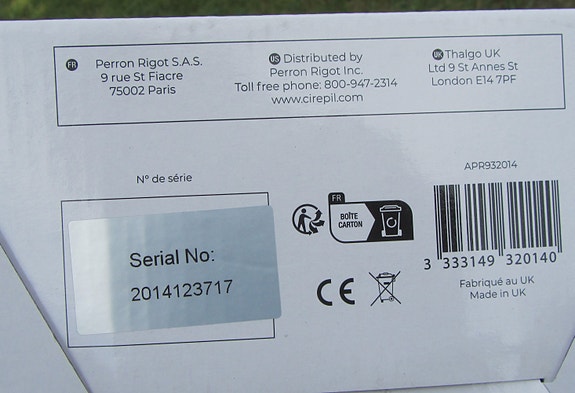 FR
Perron Rigot S.A.S.
9 rue St Fiacre
75002 Paris
US Distributed by
Perron Rigot Inc.
Toll free phone: 800-947-2314
www.cirepil.com
UK Thalgo UK
Ltd 9 St Annes St
London E14 7PF
N° de série
Serial No:
2014123717
FR
BOÎTE
CARTON
CE
APR932014
3 333149 320140
Fabriqué au UK
Made in UK